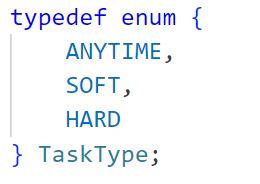 typedef enum {
    ANYTIME,
    SOFT,
    HARD
} TaskType;